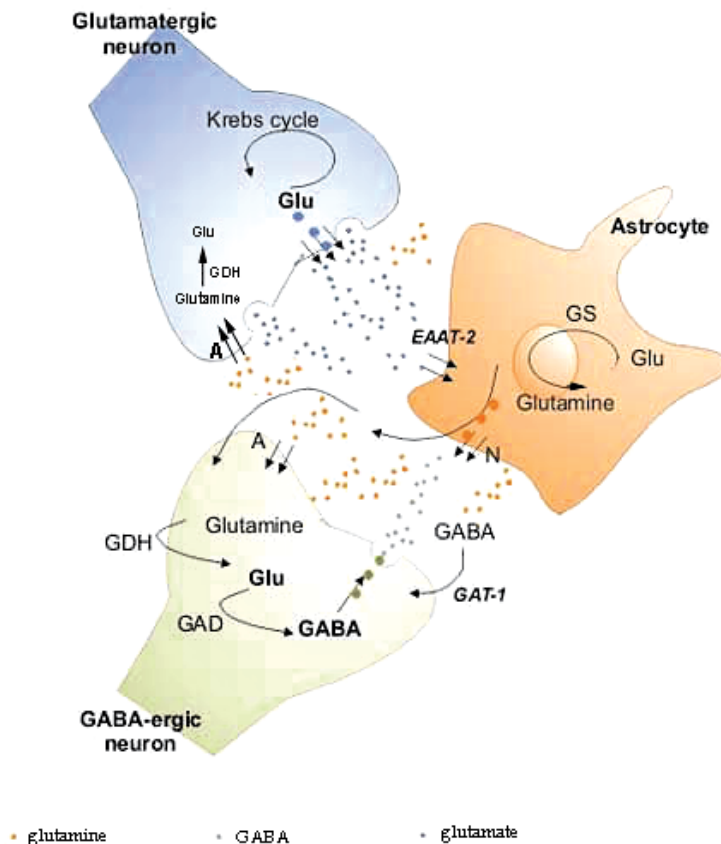 Glutamatergic
neuron
Krebs cycle
Glu
Glu
GDH
Glutamine
A
Astrocyte
GS
EAAT-2
Glu
Glutamine
A
N
Glutamine
GABA
GDH
Glu
GAT-1
GAD
GABA
GABA-ergic
neuron
glutamine
GABA
glutamate